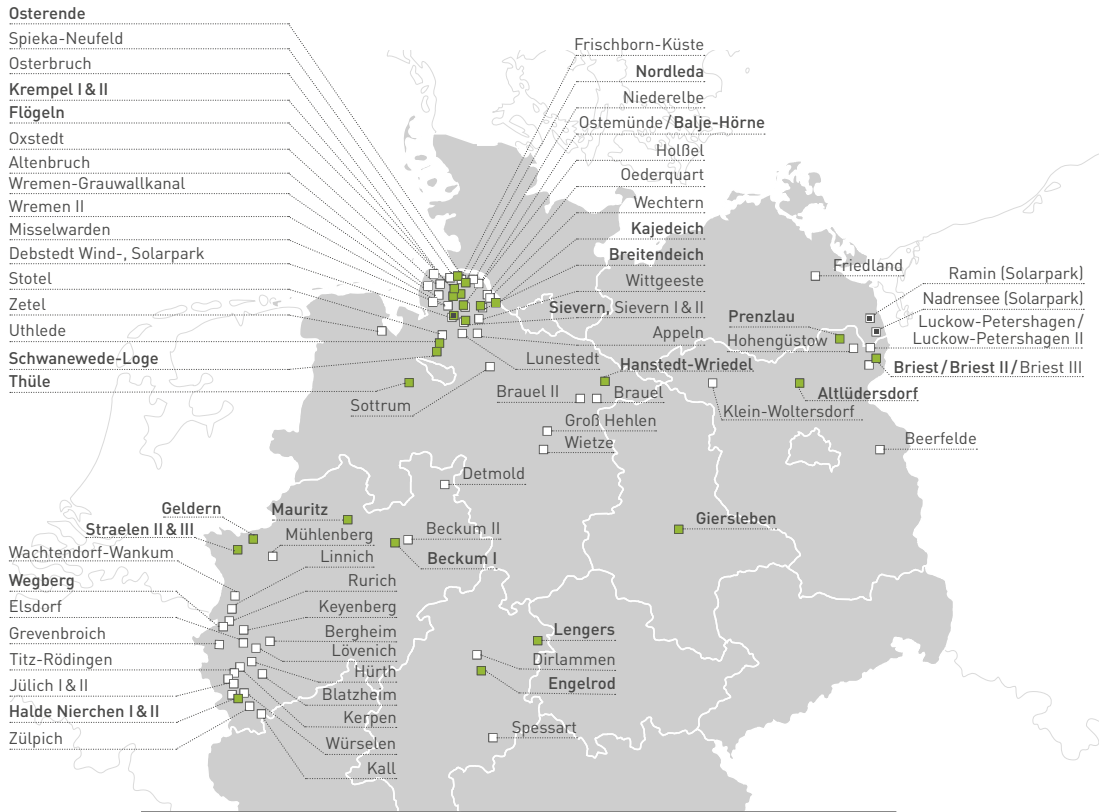 Osterende
Spieka-Neufeld
Osterbruch
Krempel I & II
Flögeln
Oxstedt
Altenbruch
Wremen-Grauwallkanal
Wremen II
Misselwarden
Debstedt Wind-, Solarpark
Stotel
Zetel
Uthlede
Schwanewede-Loge
Thüle
Frischborn-Küste
Nordleda
Niederelbe
Ostemünde / Balje-Hörne
Holßel
Oederquart
Wechtern
Kajedeich
Breitendeich
Wittgeeste
Sievern, Sievern I & II
Appeln
Lunestedt
Hanstedt-Wriedel
Sottrum
Brauel II
Brauel
Groß Hehlen
Wietze
Detmold
Friedland
Ramin (Solarpark)
Nadrensee (Solarpark)
Prenzlau
Luckow-Petershagen /
Luckow-Petershagen II
Hohengüstow
Briest / Briest II / Briest III
Altlüdersdorf
Klein-Woltersdorf
Beerfelde
Geldern
Mauritz
Straelen II & III
Mühlenberg
Beckum II
Beckum I
Giersleben
Wachtendorf-Wankum
Linnich
Wegberg
Rurich
Elsdorf
Keyenberg
Grevenbroich
Bergheim
Lövenich
Titz-Rödingen
Hürth
Jülich I & II
Blatzheim
Halde Nierchen I & II
Kerpen
Zülpich
Würselen
Kall
Lengers
Dirlammen
Engelrod
Spessart